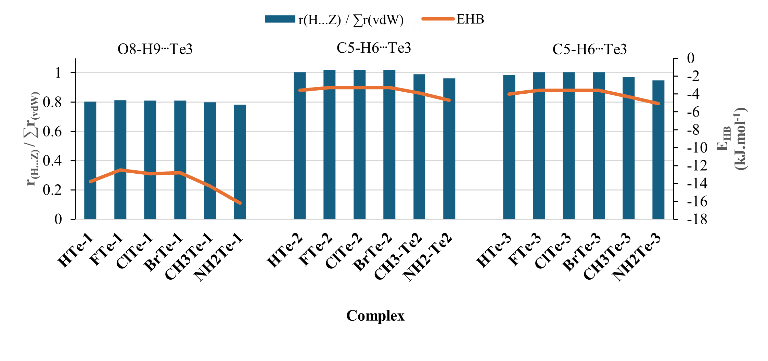 r(H...Z) / ∑r(vdW) EHB
O8-H9···Te3 C5-H6···Te3 C5-H6···Te3
r(H...Z) / ∑r(vdW)
1
0.8
0.6
0.4
0.2
0
0
-2
-4
-6
-8
-10
-12
-14
-16
-18
EHB
(kJ.mol-1)
HTe-1 FTe-1 ClTe-1 BrTe-1 CH3Te-1 NH2Te-1 HTe-2 FTe-2 ClTe-2 BrTe-2 CH3-Te2 NH2-Te2 HTe-3 FTe-3 ClTe-3 BrTe-3 CH3Te-3 NH2Te-3
Complex